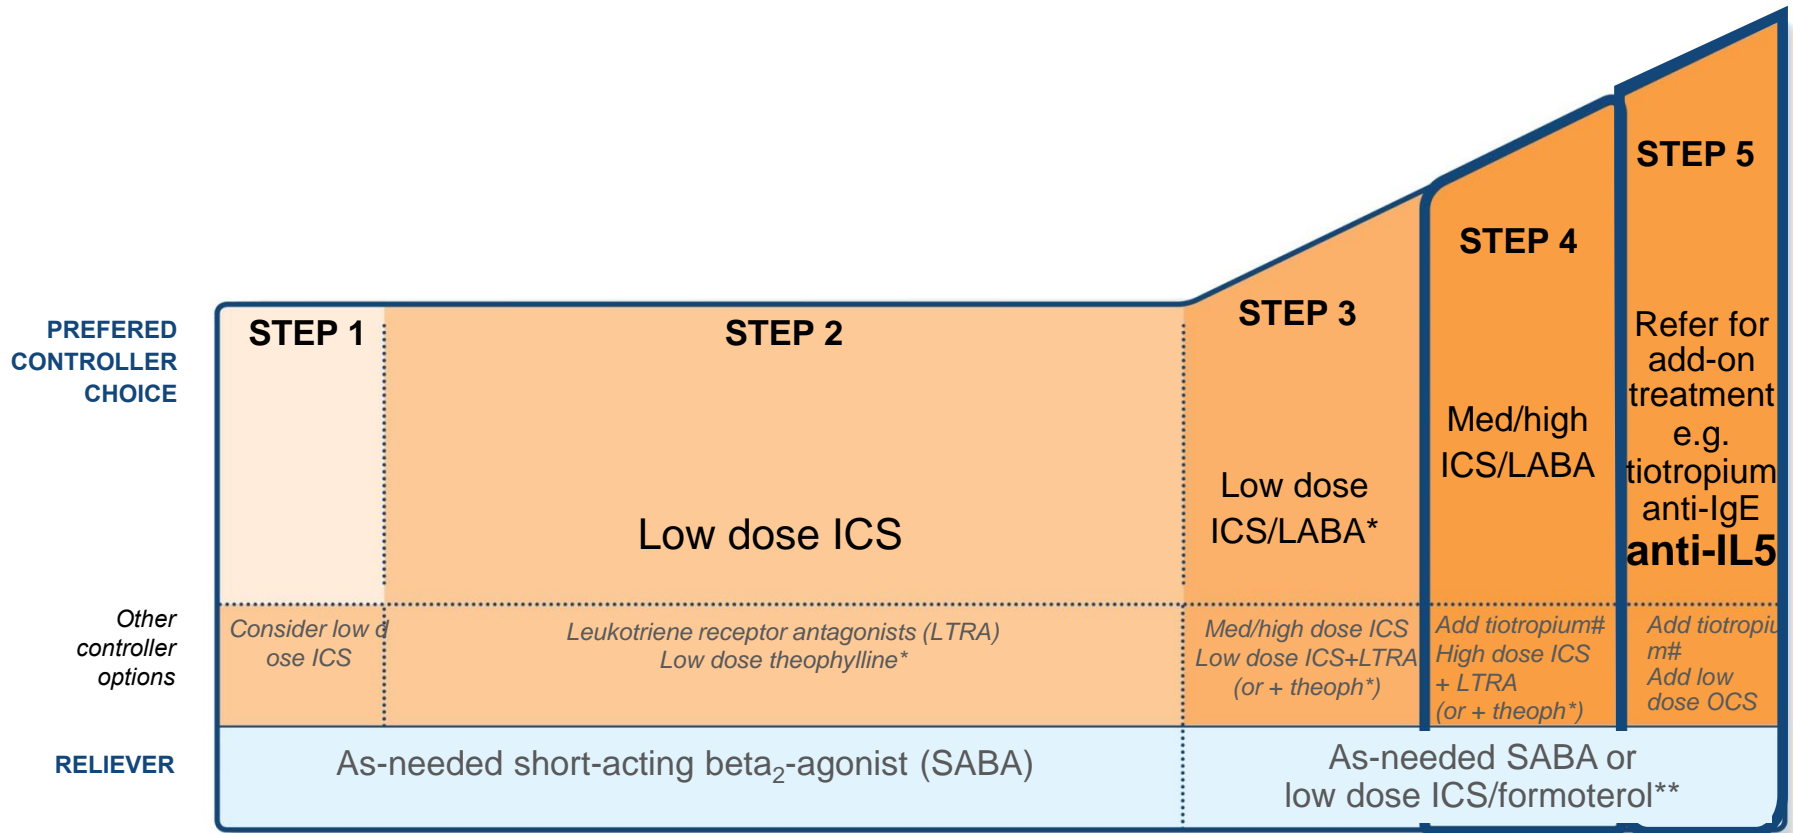 STEP 5
STEP 4
STEP 3
STEP 1
STEP 2
PREFERED
CONTROLLER
CHOICE
Low dose ICS
Low dose
ICS/LABA*
Med/high
ICS/LABA
Refer for
add-on
treatment
e.g.
tiotropium
anti-IgE
anti-IL5
Other
controller
options
Consider low d
ose ICS
Leukotriene receptor antagonists (LTRA)
Low dose theophylline*
Med/high dose ICS
Low dose ICS+LTRA
(or + theoph*)
Add tiotropium#
High dose ICS
+ LTRA
(or + theoph*)
Add tiotropiu
m#
Add low
dose OCS
RELIEVER
As-needed short-acting beta2-agonist (SABA)
As-needed SABA or
low dose ICS/formoterol**